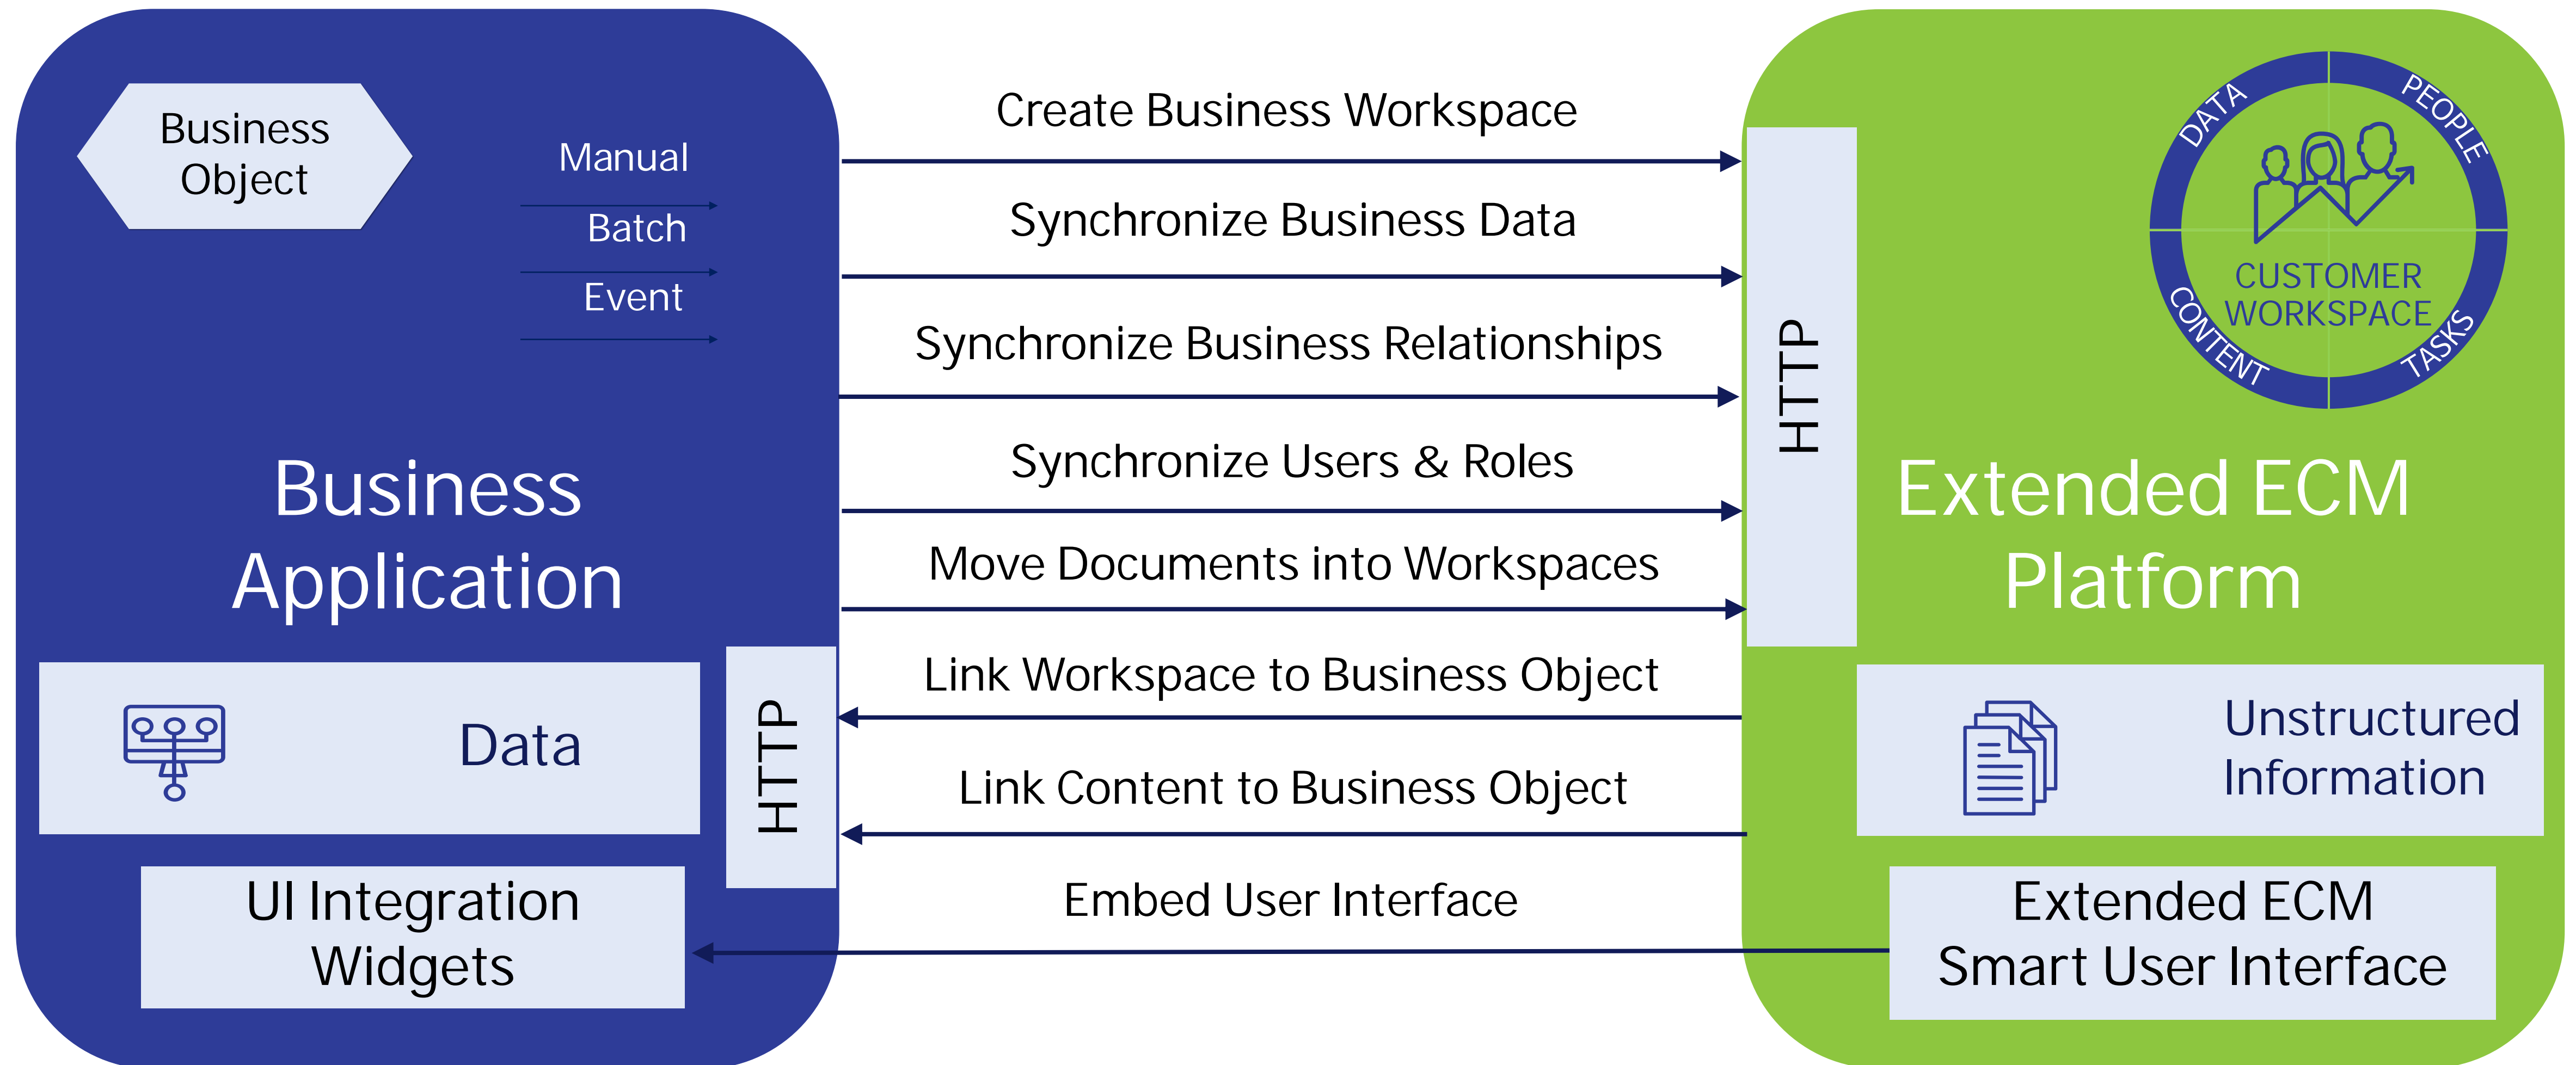 Business
Object
Manual
Batch
Event
Business
Application
Data
HTTP
UI Integration
Widgets
Create Business Workspace
Synchronize Business Data
Synchronize Business Relationships
Synchronize Users & Roles
Move Documents into Workspaces
Link Workspace to Business Object
Link Content to Business Object
Embed User Interface
HTTP
DATA
PEOPLE
CONTENT
TASKS
CUSTOMER
WORKSPACE
Extended ECM
Platform
Unstructured
Information
Extended ECM
Smart User Interface